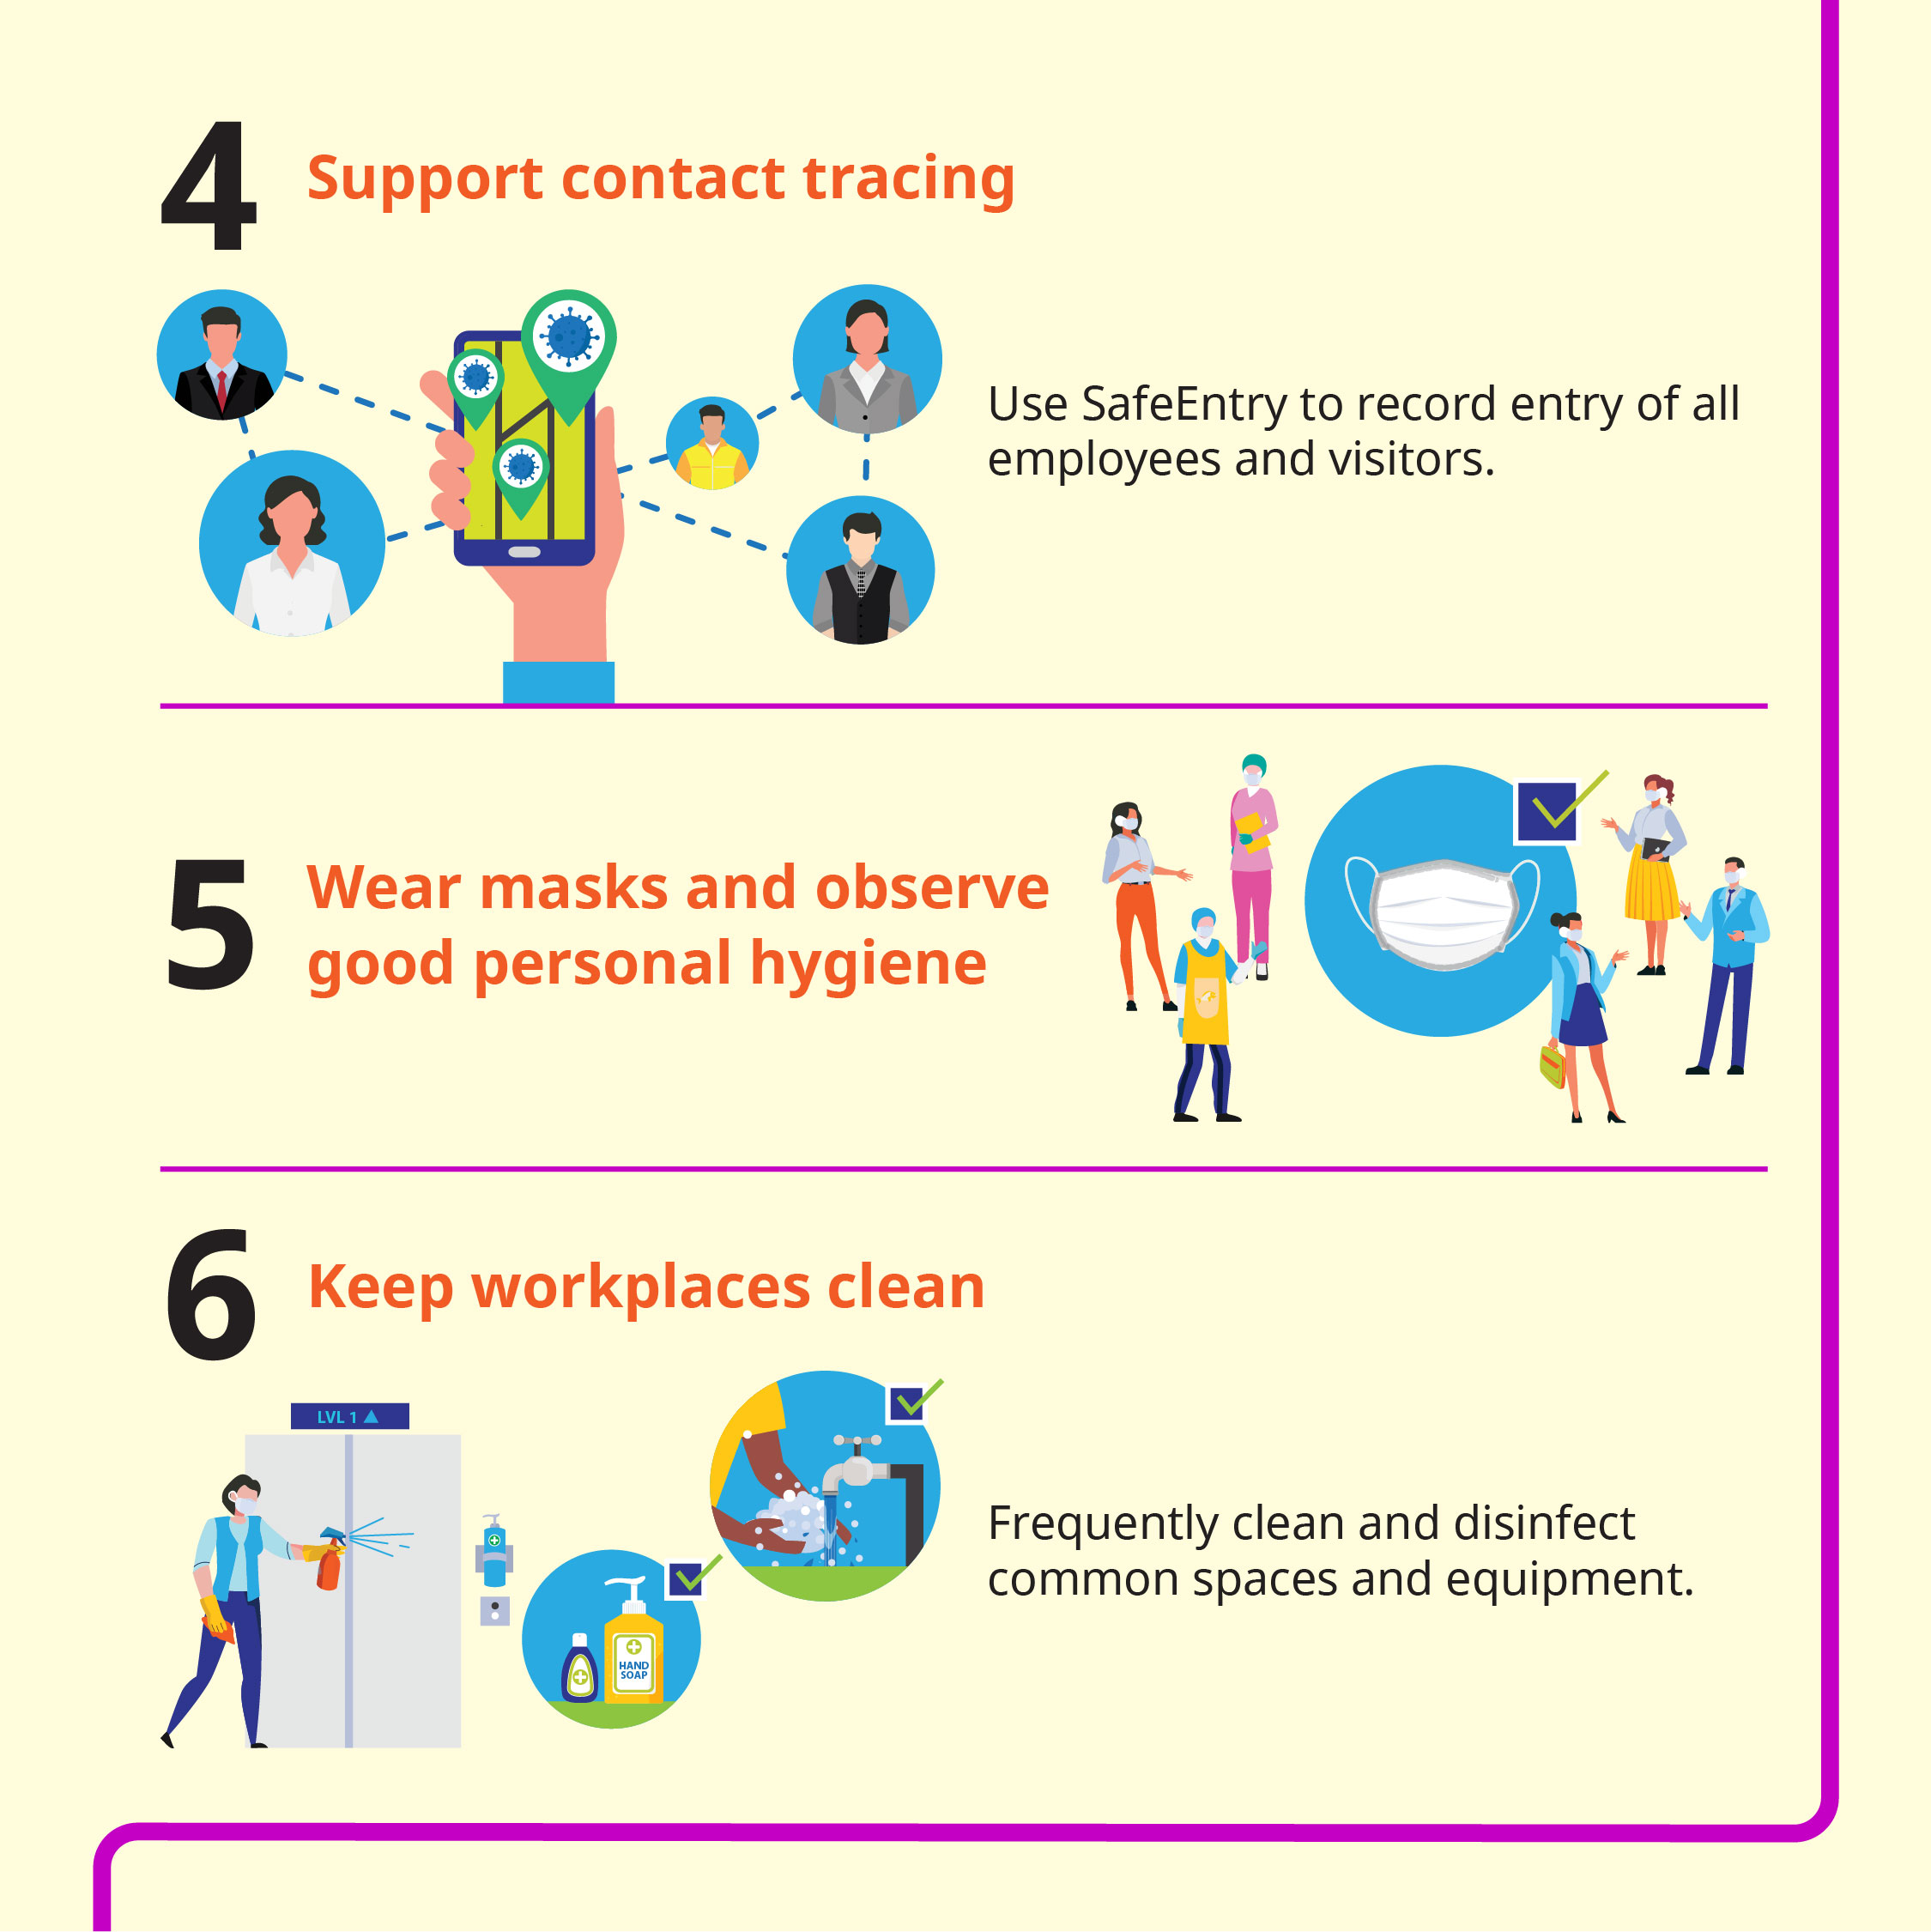 4
Support contact tracing
Use SafeEntry to record entry of all
employees and visitors.
5
Wear masks and observe
good personal hygiene
6
Keep workplaces clean
LVL 1
HAND
SOAP
Frequently clean and disinfect
common spaces and equipment.